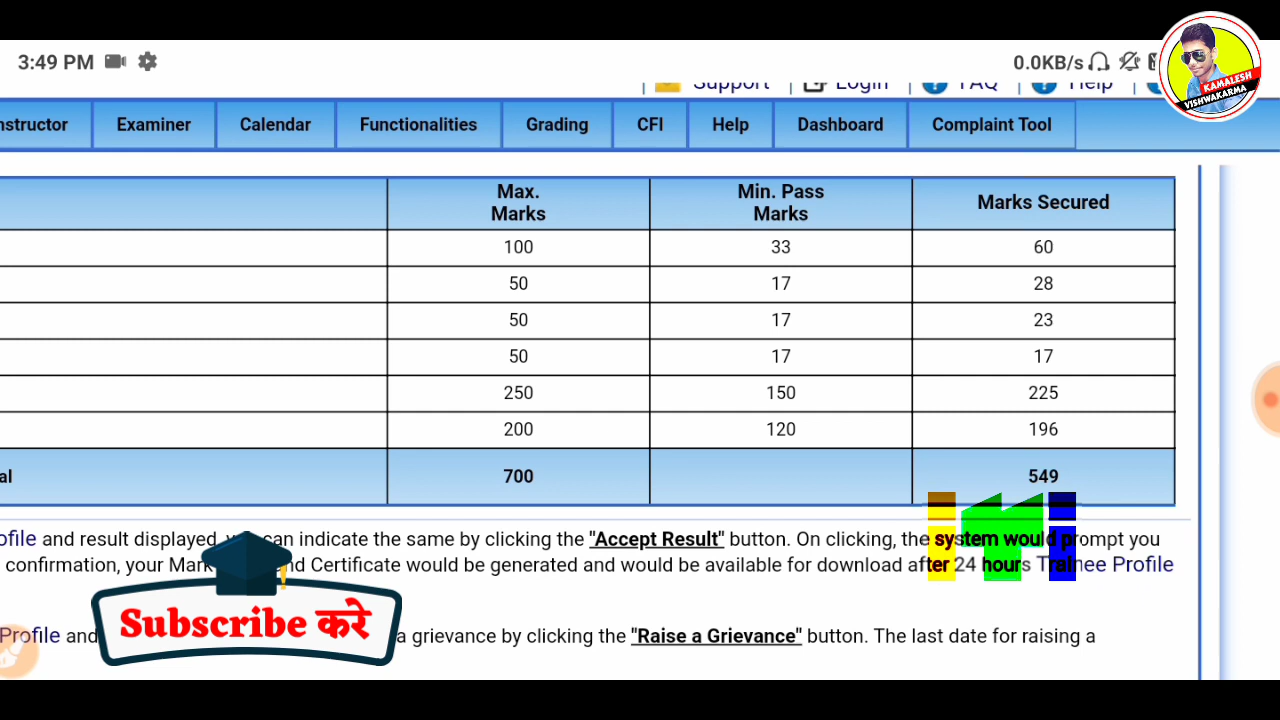 3:49 PM
0.0KB/s
KAMALESH
VISHWAKARMA
Support Login FAQ Help
nstructor Examiner Calendar Functionalities Grading CFI Help Dashboard Complaint Tool
Max. Marks Min. Pass Marks Marks Secured
100 33 60
50 17 28
50 17 23
50 17 17
250 150 225
200 120 196
al 700 549
ofile and result displayed, can indicate the same by clicking the "Accept Result" button. On clicking, the system would prompt you
confirmation, your Mark nd Certificate would be generated and would be available for download after 24 hours Trainee Profile
Profile and a grievance by clicking the "Raise a Grievance" button. The last date for raising a
Subscribe करे